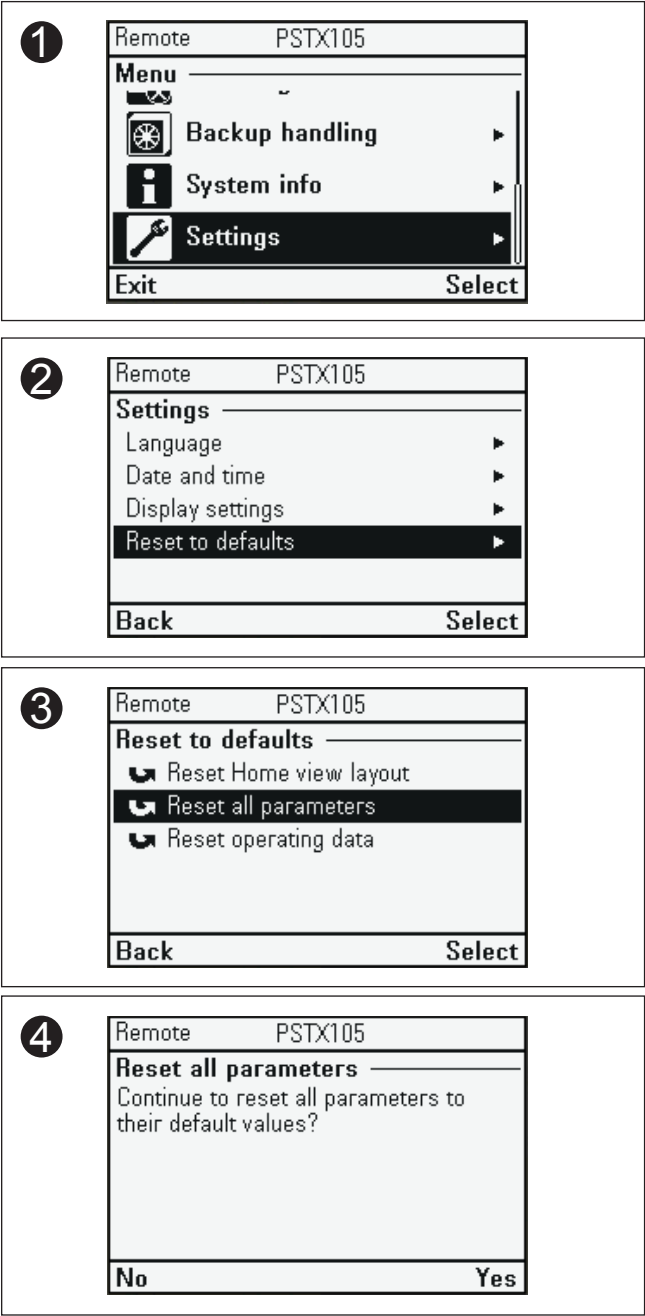 1
Remote PSTX105
Menu
Backup handling
System info
Settings
Exit Select
2
Remote PSTX105
Settings
Language
Date and time
Display settings
Reset to defaults
Back Select
3
Remote PSTX105
Reset to defaults
Reset Home view layout
Reset all parameters
Reset operating data
Back Select
4
Remote PSTX105
Reset all parameters
Continue to reset all parameters to
their default values?
No Yes